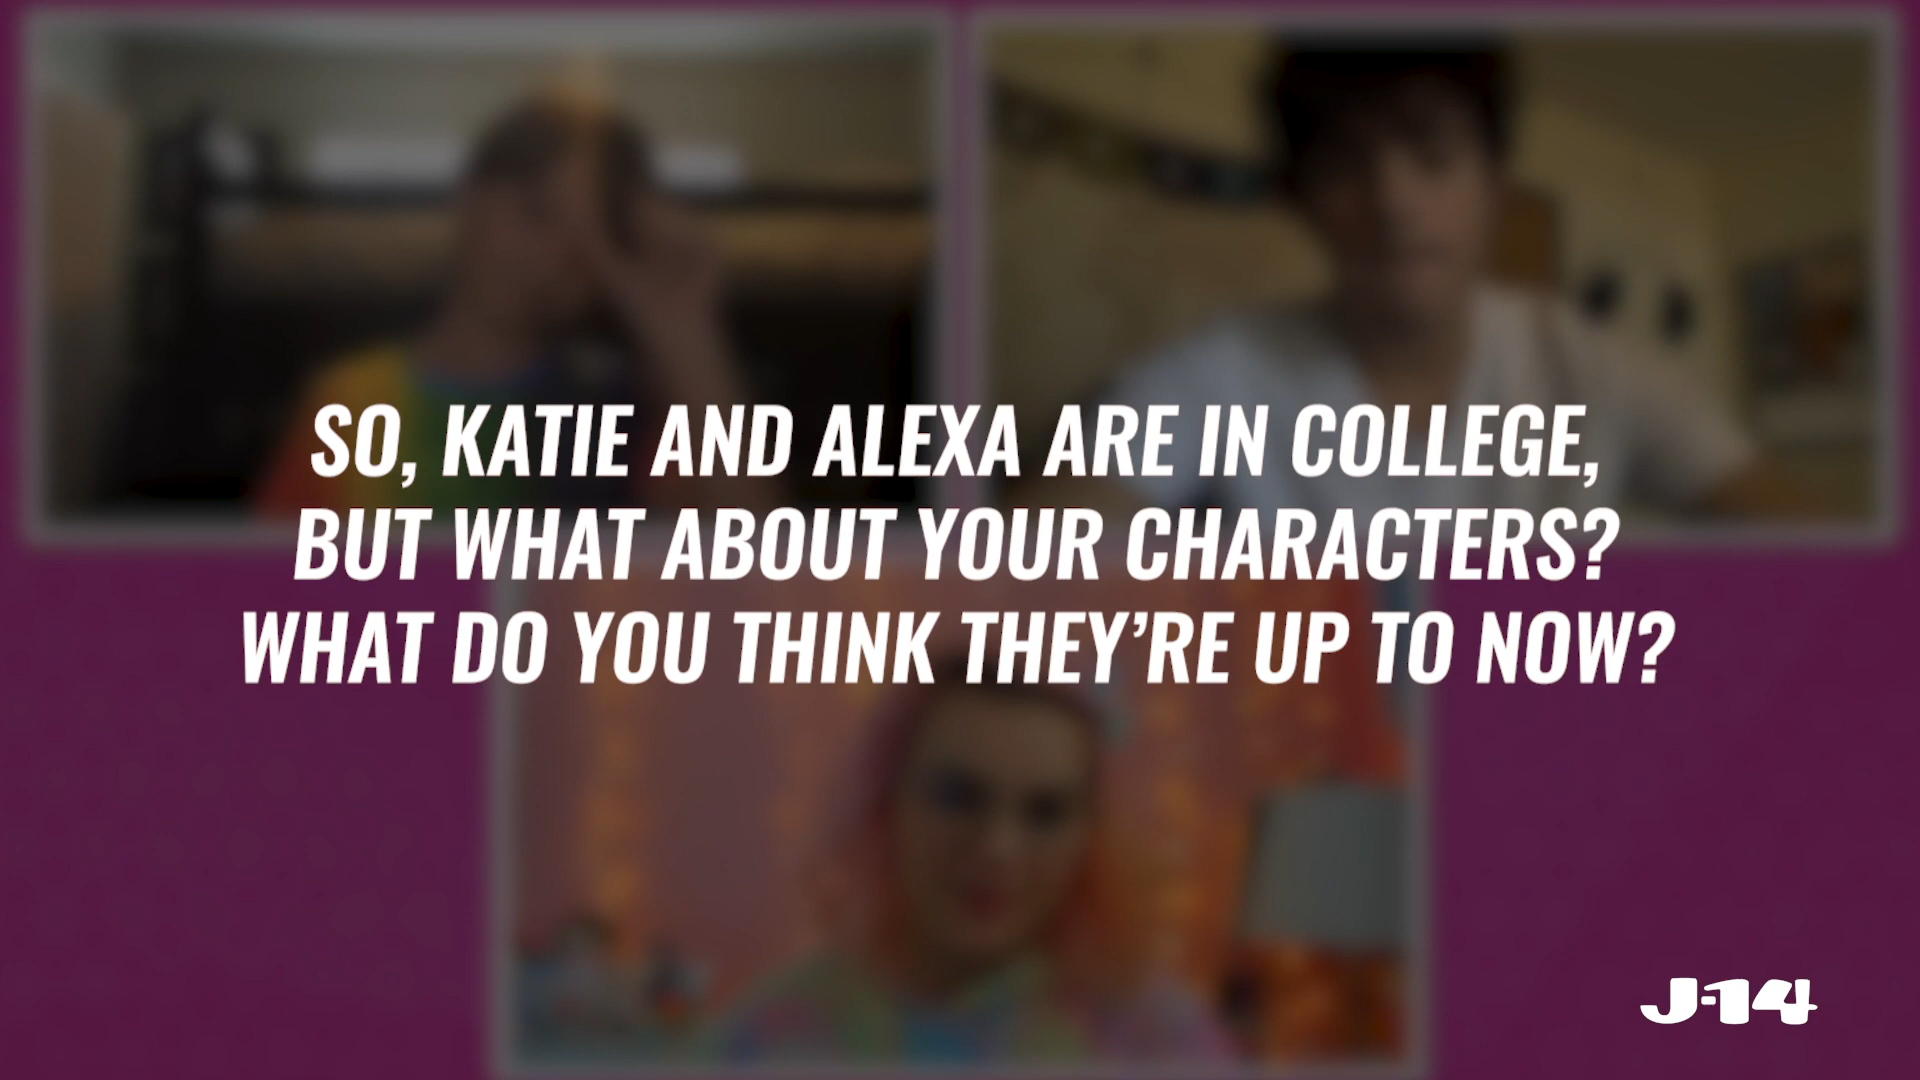 SO, KATIE AND ALEXA ARE IN COLLEGE,
BUT WHAT ABOUT YOUR CHARACTERS?
WHAT DO YOU THINK THEY’RE UP TO NOW?
J-14